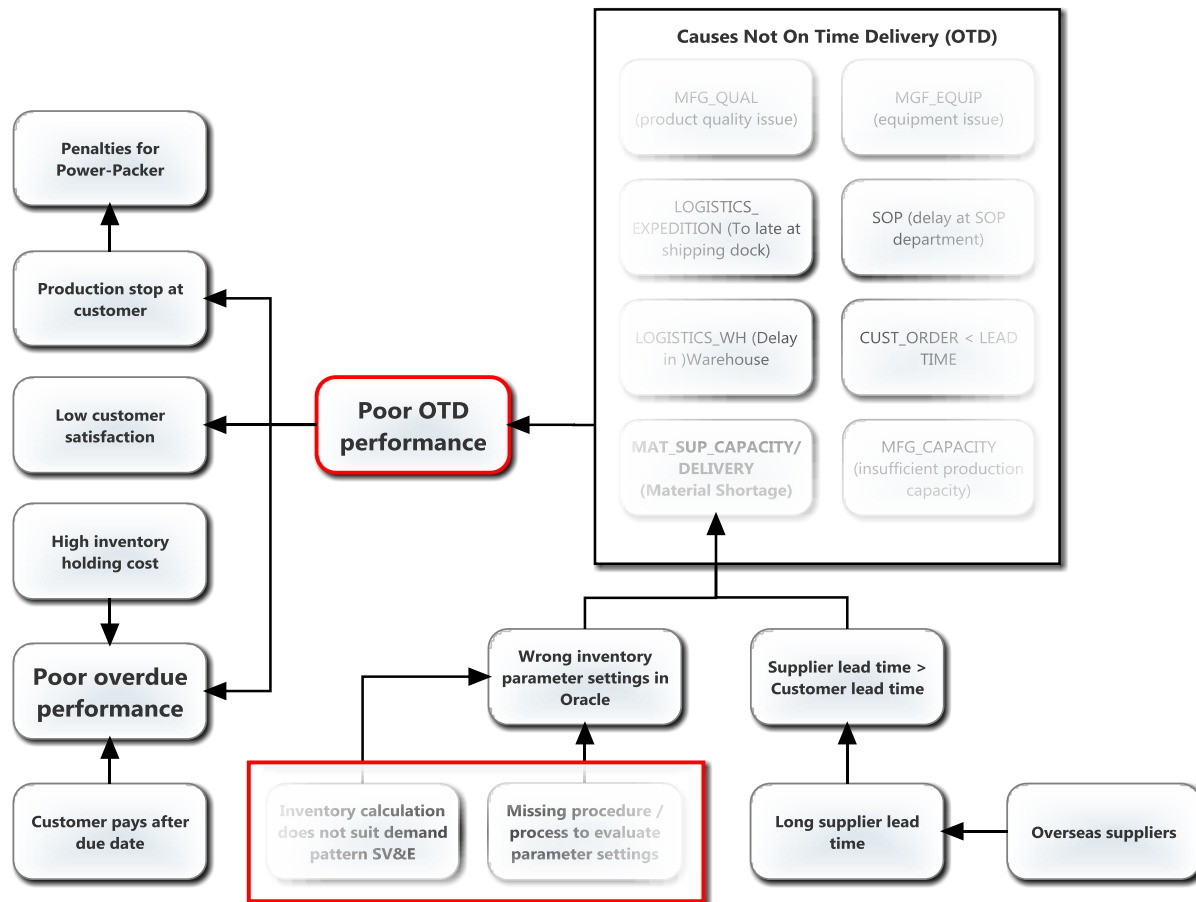 Causes Not On Time Delivery (OTD)
MFG_QUAL
(product quality issue)
MGF_EQUIP
(equipment issue)
LOGISTICS_
EXPEDITION (To late at
shipping dock)
SOP (delay at SOP
department)
LOGISTICS_WH (Delay
in )Warehouse
CUST_ORDER < LEAD
TIME
MAT_SUP_CAPACITY/
DELIVERY
(Material Shortage)
MFG_CAPACITY
(insufficient production
capacity)
Penalties for
Power-Packer
Production stop at
customer
Low customer
satisfaction
Poor OTD
performance
High inventory
holding cost
Poor overdue
performance
Customer pays after
due date
Wrong inventory
parameter settings in
Oracle
Supplier lead time >
Customer lead time
Inventory calculation
does not suit demand
pattern SV&E
Missing procedure /
process to evaluate
parameter settings
Long supplier lead
time
Overseas suppliers